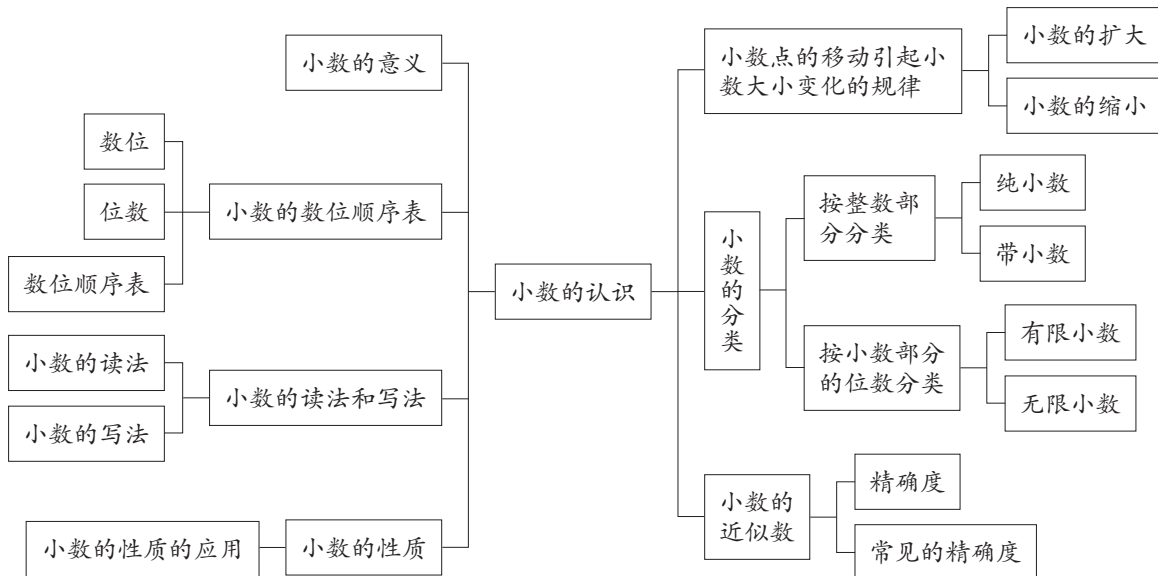 小数的意义
数位
位数
数位顺序表
小数的数位顺序表
小数的读法
小数的写法
小数的读法和写法
小数的性质的应用
小数的性质
小数的认识
小数点的移动引起小
数大小变化的规律
小数的扩大
小数的缩小
小数的分类
按整数部
分分类
纯小数
带小数
按小数部分
的位数分类
有限小数
无限小数
小数的
近似数
精确度
常见的精确度